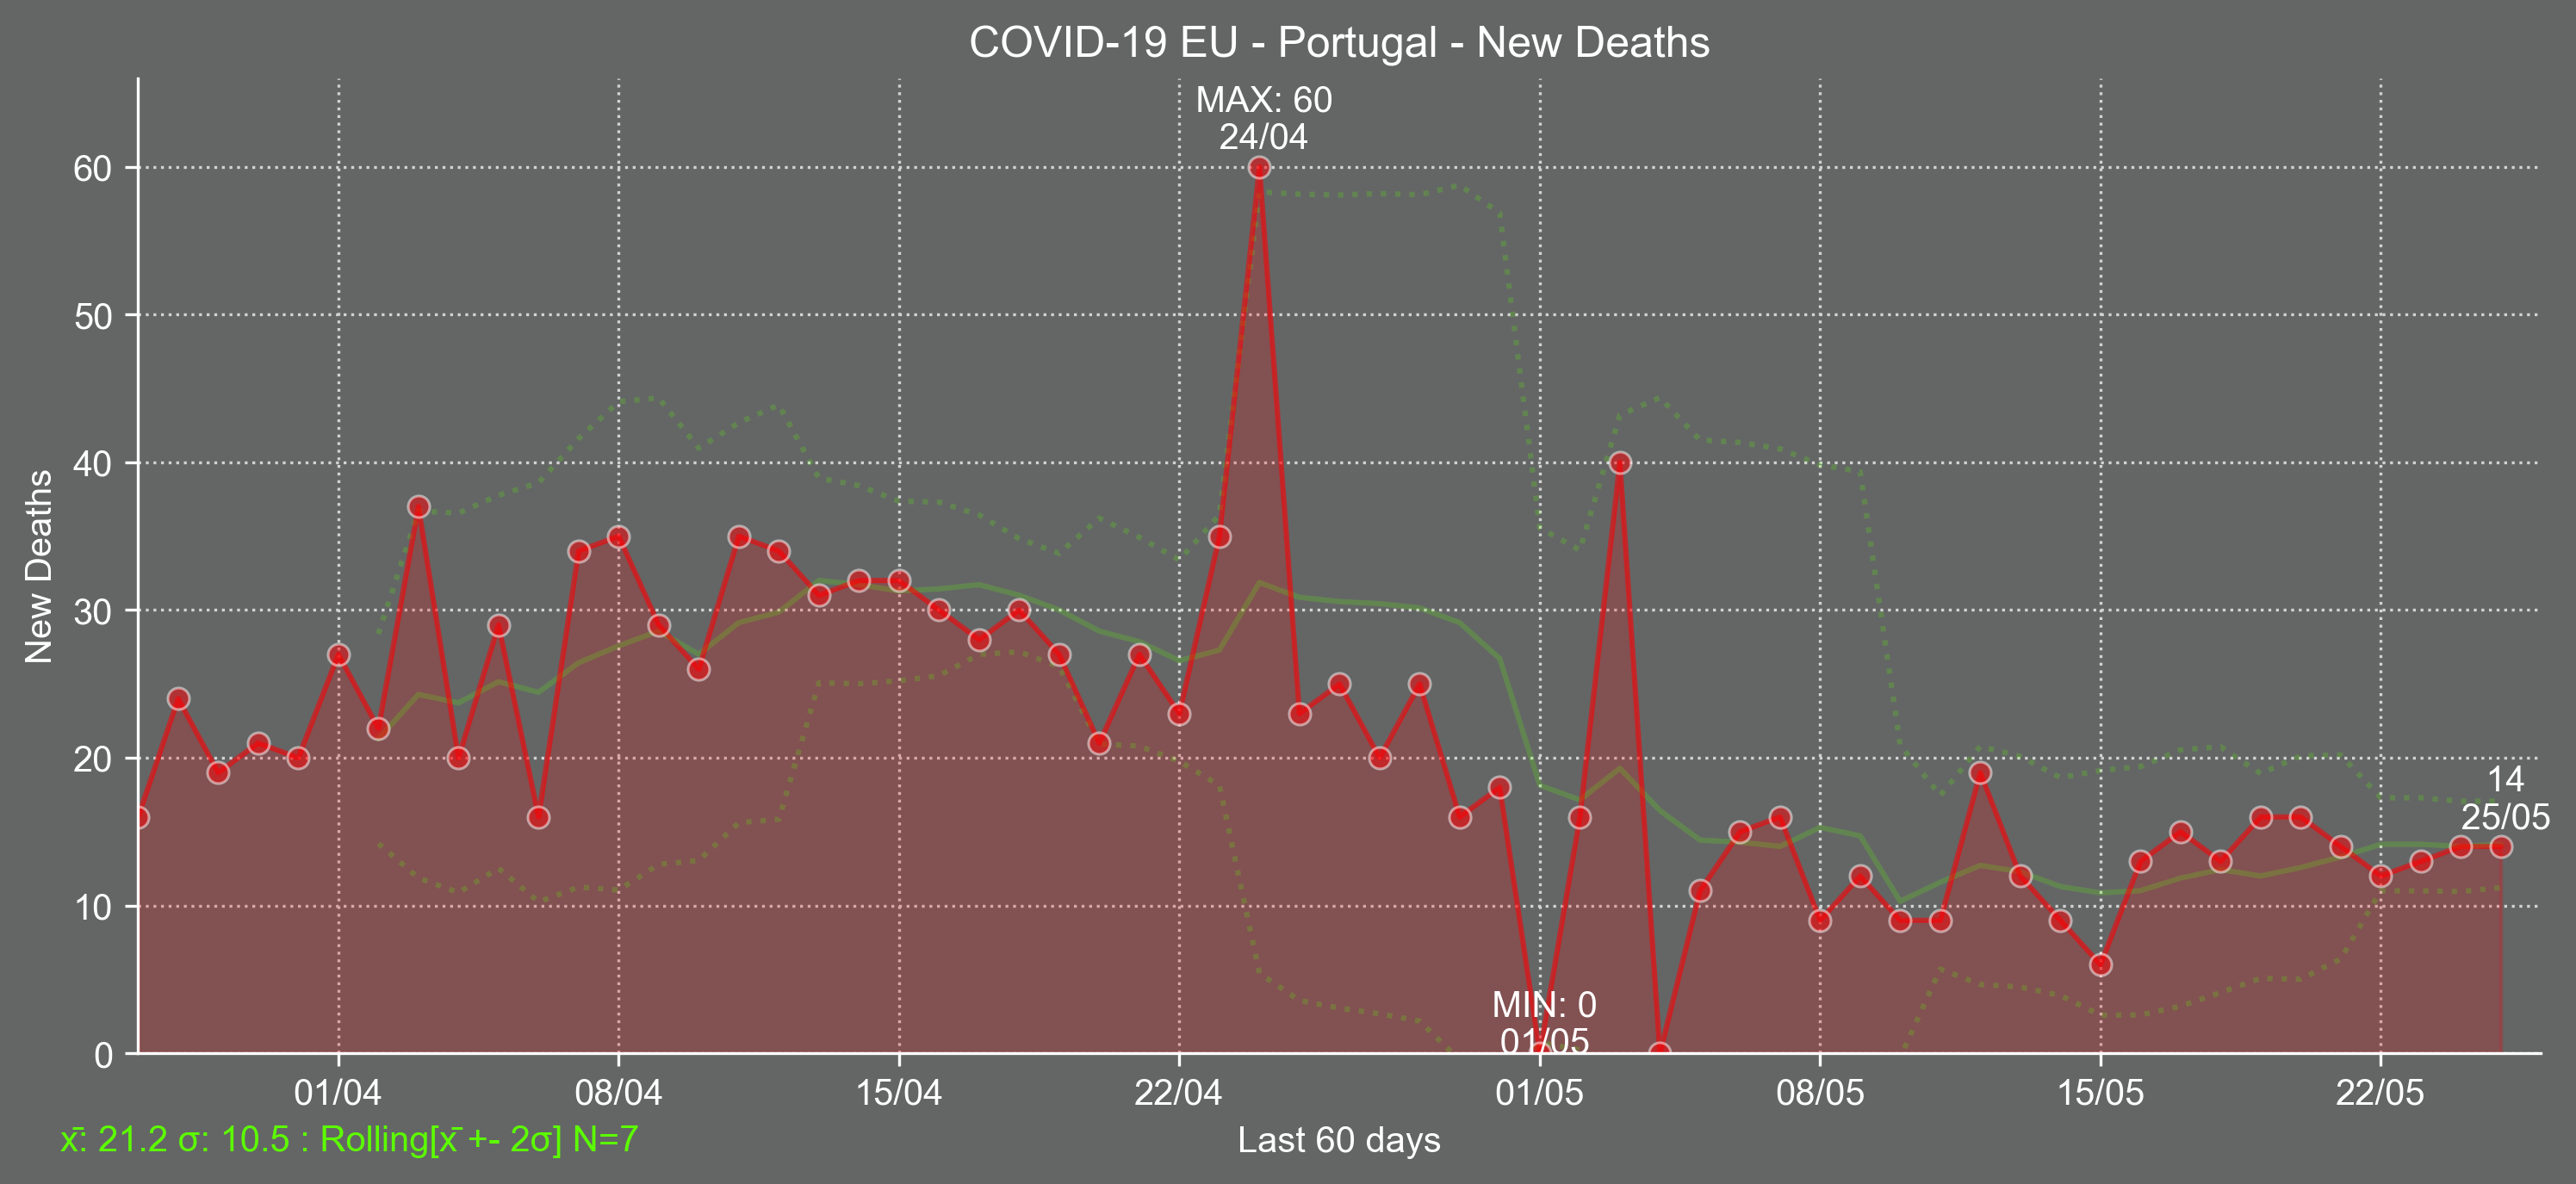 COVID-19 EU - Portugal - New Deaths
MAX: 60
24/04
60
50
40
30
20
10
0
New Deaths
14
25/05
MIN: 0
01/05
01/04 08/04 15/04 22/04 01/05 08/05 15/05 22/05
x̄: 21.2 σ: 10.5 : Rolling[x̄ +- 2σ] N=7
Last 60 days